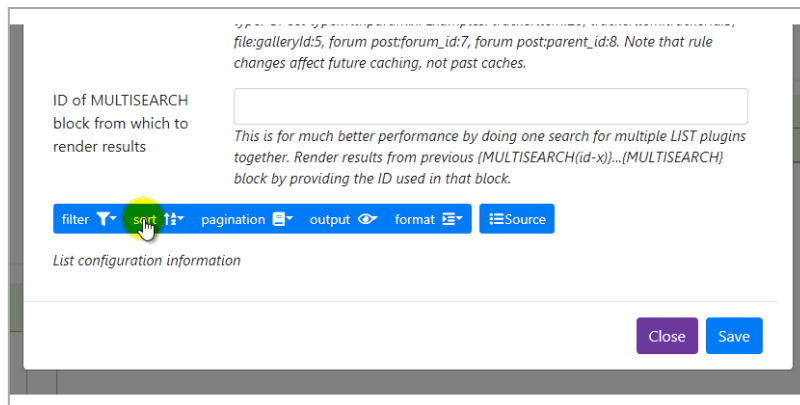 file:galleryId:5, forum post:forum_id:7, forum post:parent_id:8. Note that rule
changes affect future caching, not past caches.
ID of MULTISEARCH
block from which to
render results
This is for much better performance by doing one search for multiple LIST plugins
together. Render results from previous {MULTISEARCH(id-x)}...{MULTISEARCH}
block by providing the ID used in that block.
filter sort pagination output format Source
List configuration information
Close Save